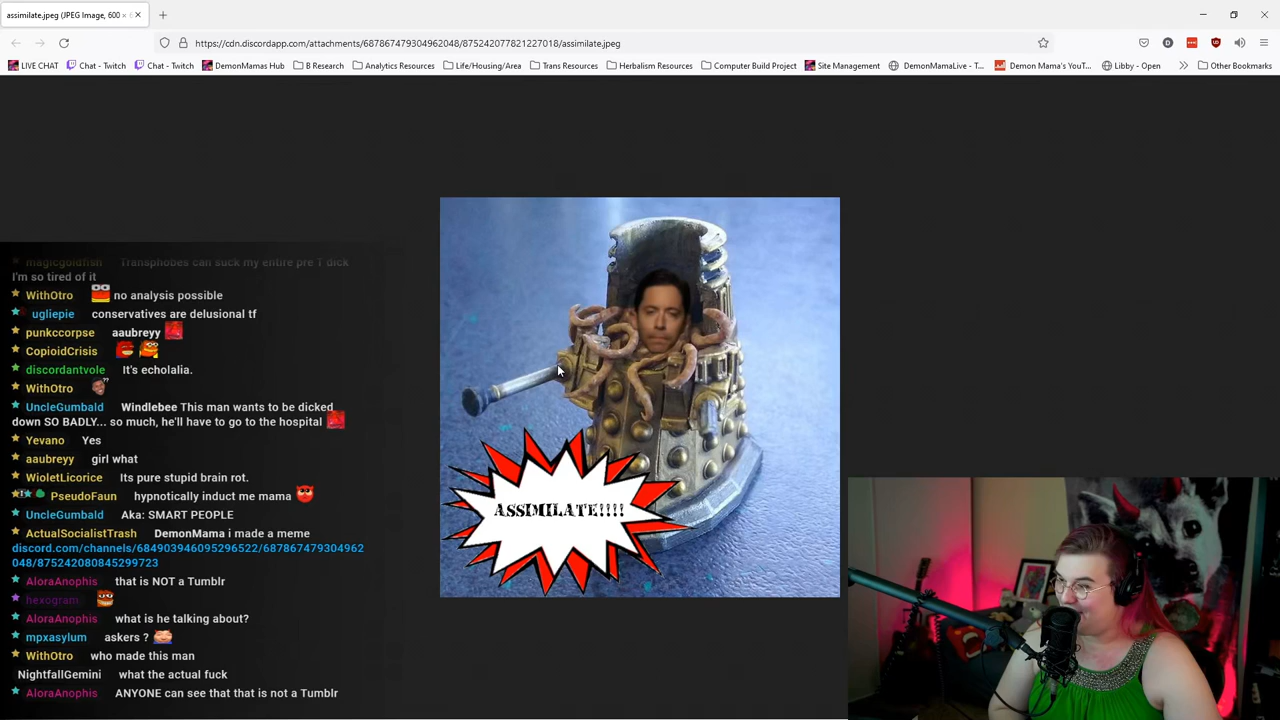 assimilate.jpeg (JPEG Image, 600 ×
https://cdn.discordapp.com/attachments/687867479304962048/875242077821227018/assimilate.jpeg
LIVE CHAT Chat - Twitch Chat - Twitch DemonMamas Hub B Research Analytics Resources Life/Housing/Area Trans Resources Herbalism Resources Computer Build Project Site Management DemonMamaLive - T... Demon Mama's YouT... Libby - Open Other Bookmarks
magicgoldfish Transphobes can suck my entire pre T dick
I'm so tired of it
WithOtro no analysis possible
ugliepie conservatives are delusional tf
punkccorpse aaubreyy
CopioidCrisis
discordantvole It's echolalia.
WithOtro
UncleGumbald Windlebee This man wants to be dicked
down SO BADLY... so much, he'll have to go to the hospital
Yevano Yes
aaubreyy girl what
WioletLicorice Its pure stupid brain rot.
PseudoFaun hypnotically induct me mama
UncleGumbald Aka: SMART PEOPLE
ActualSocialistTrash DemonMama i made a meme
discord.com/channels/684903946095296522/687867479304962
048/875242080845299723
AloraAnophis that is NOT a Tumblr
hexogram
AloraAnophis what is he talking about?
mpxasylum askers ?
WithOtro who made this man
NightfallGemini what the actual fuck
AloraAnophis ANYONE can see that that is not a Tumblr
ASSIMILATE!!!!!